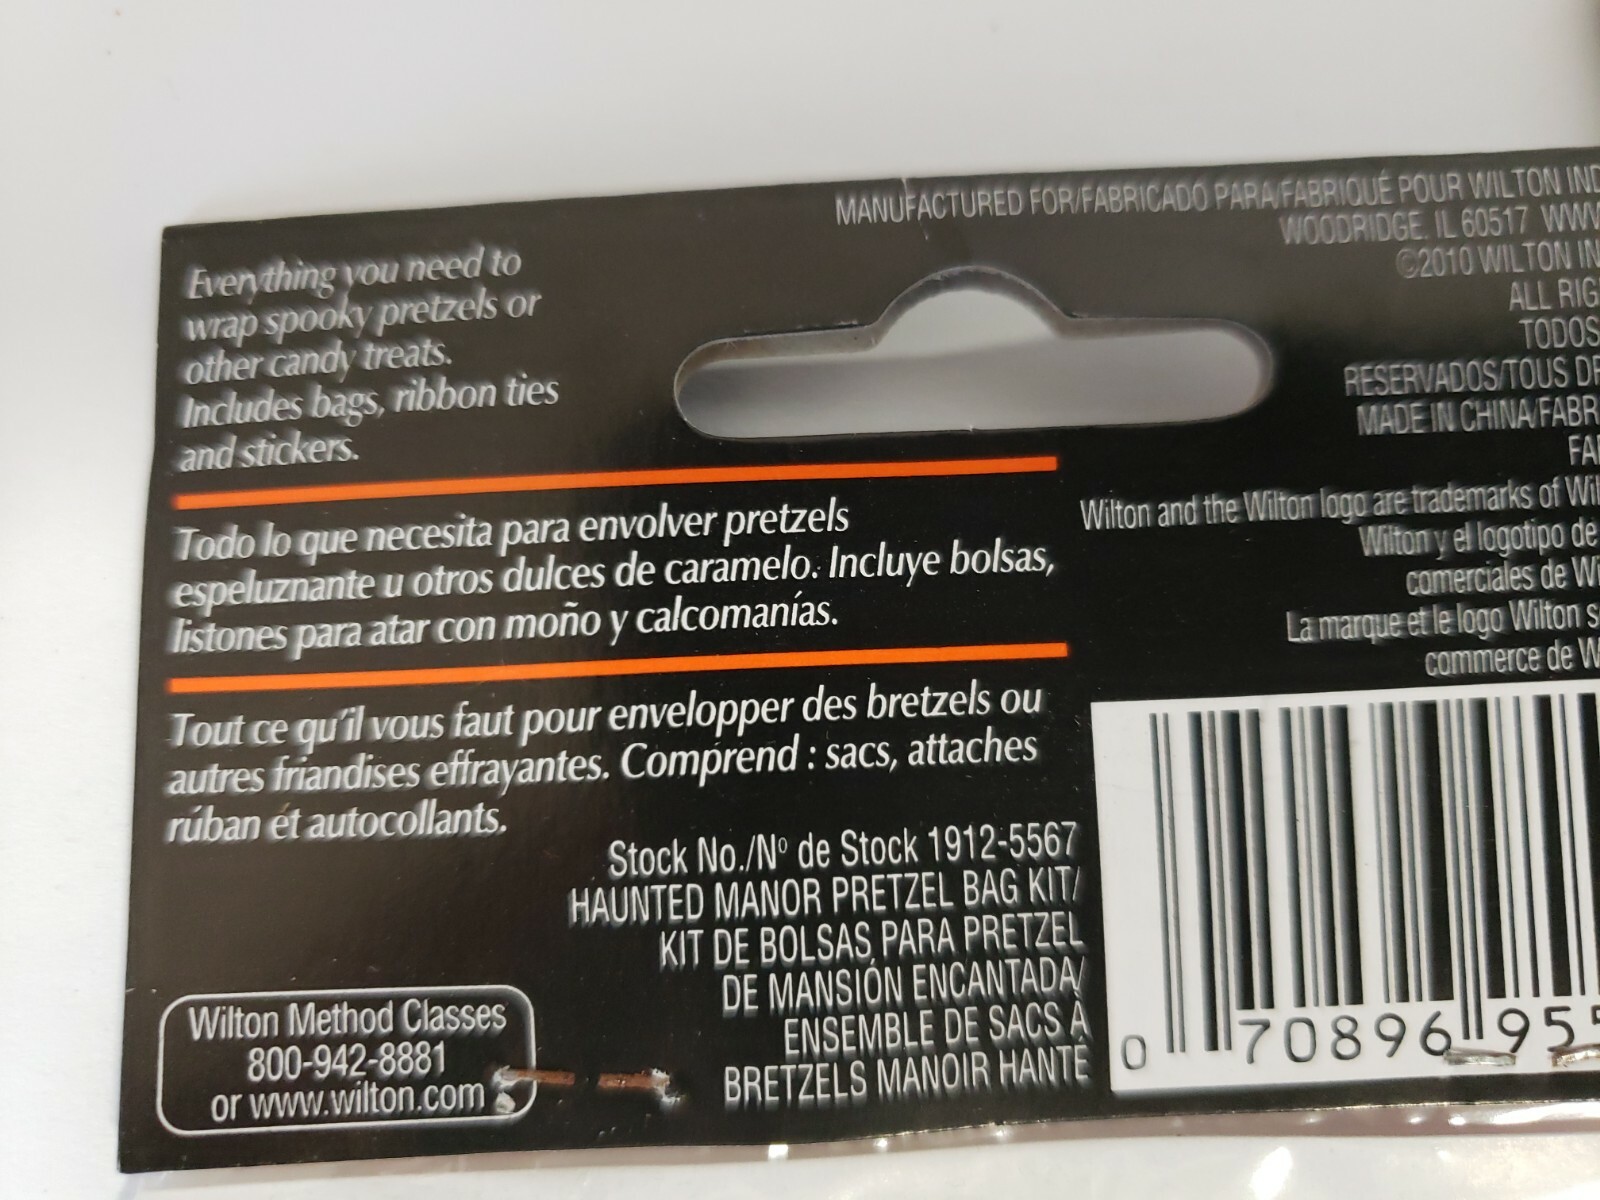 Everything you need to
wrap spooky pretzels or
other candy treats.
Includes bags, ribbon ties
and stickers.
Todo lo que necesita para envolver pretzels
espeluznante u otros dulces de caramelo. Incluye bolsas,
listones para atar con moño y calcomanías.
Tout ce qu'il vous faut pour envelopper des bretzels ou
autres friandises effrayantes. Comprend : sacs, attaches
rúban ét autocollants.
Stock No./Nº de Stock 1912-5567
HAUNTED MANOR PRETZEL BAG KIT/
KIT DE BOLSAS PARA PRETZEL
DE MANSIÓN ENCANTADA/
ENSEMBLE DE SACS À
BRETZELS MANOIR HANTÉ
Wilton Method Classes
800-942-8881
or www.wilton.com
MANUFACTURED FOR/FABRICADO PARA/FABRIQUÉ POUR WILTON IND
WOODRIDGE, IL 60517 WWW
©2010 WILTON IN
ALL RIG
TODOS
RESERVADOS/TOUS DR
MADE IN CHINA/FABR
FA
Wilton and the Wilton logo are trademarks of Wil
Wilton y el logotipo de
comerciales de Wi
La marque et le logo Wilton s
commerce de W
0 70896 955